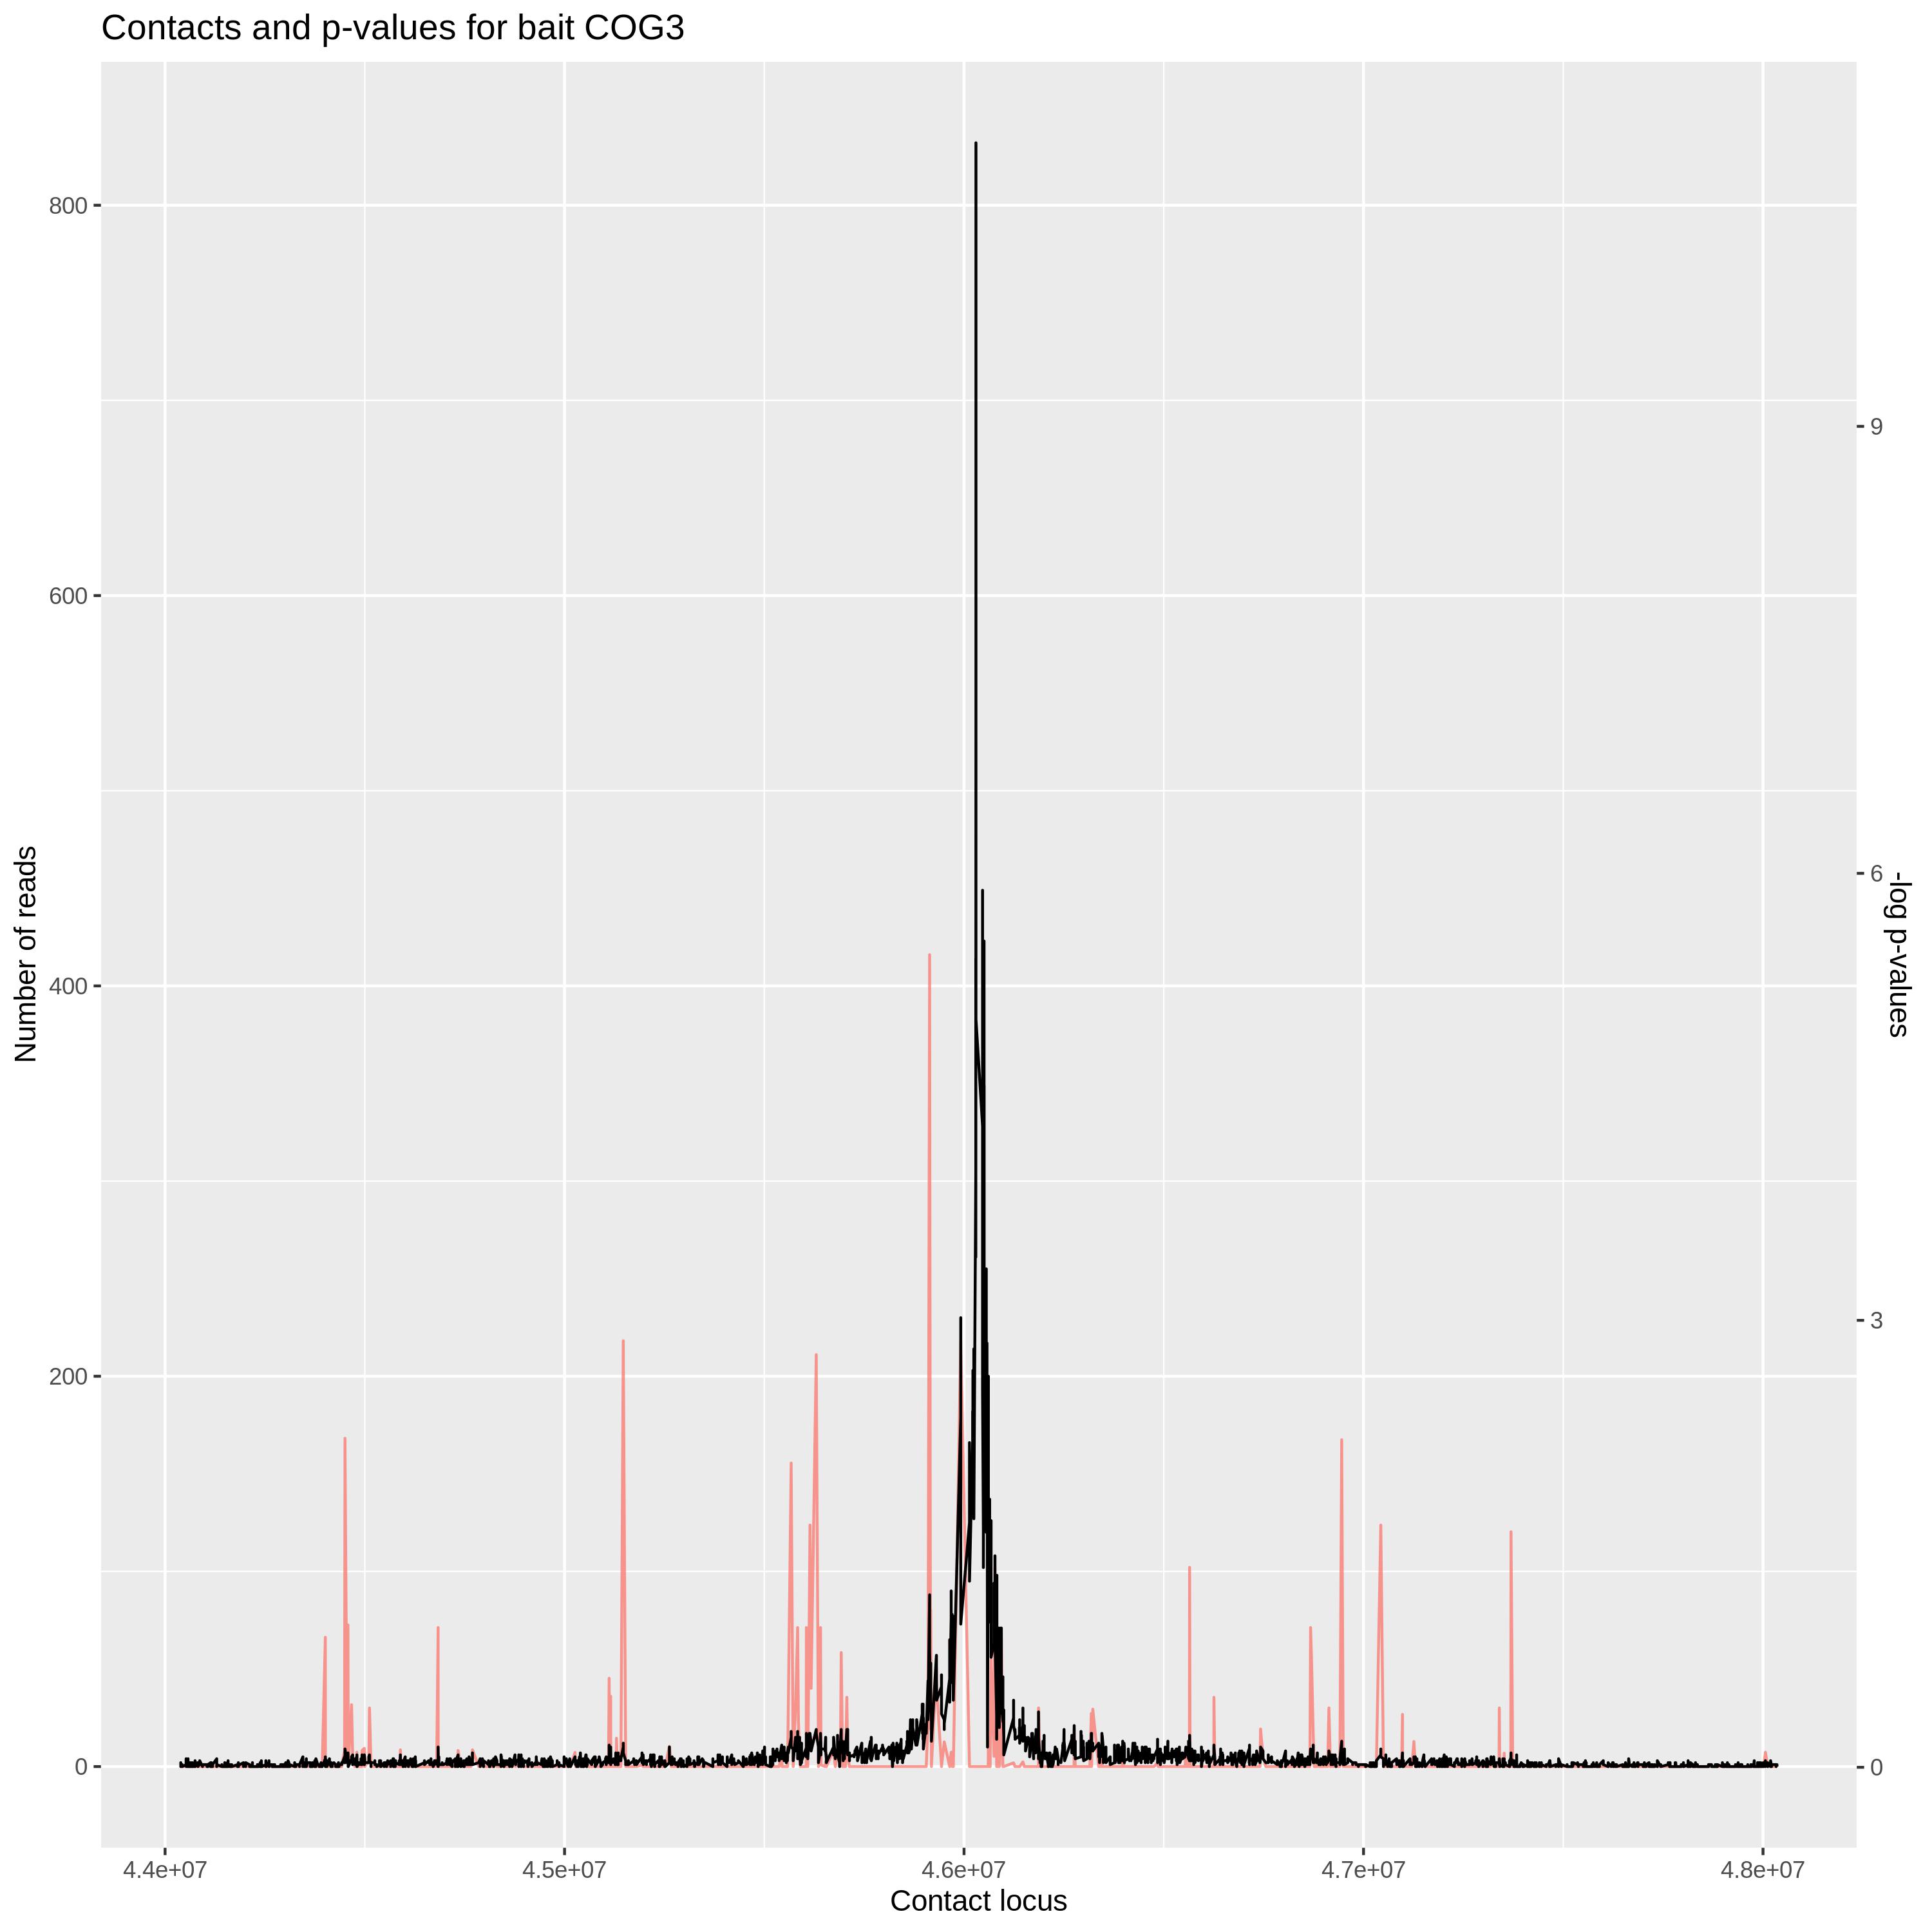 Contacts and p-values for bait COG3
Number of reads
800
600
400
200
0
9
6
3
0
-log p-values
4.4e+07
4.5e+07
4.6e+07
4.7e+07
4.8e+07
Contact locus